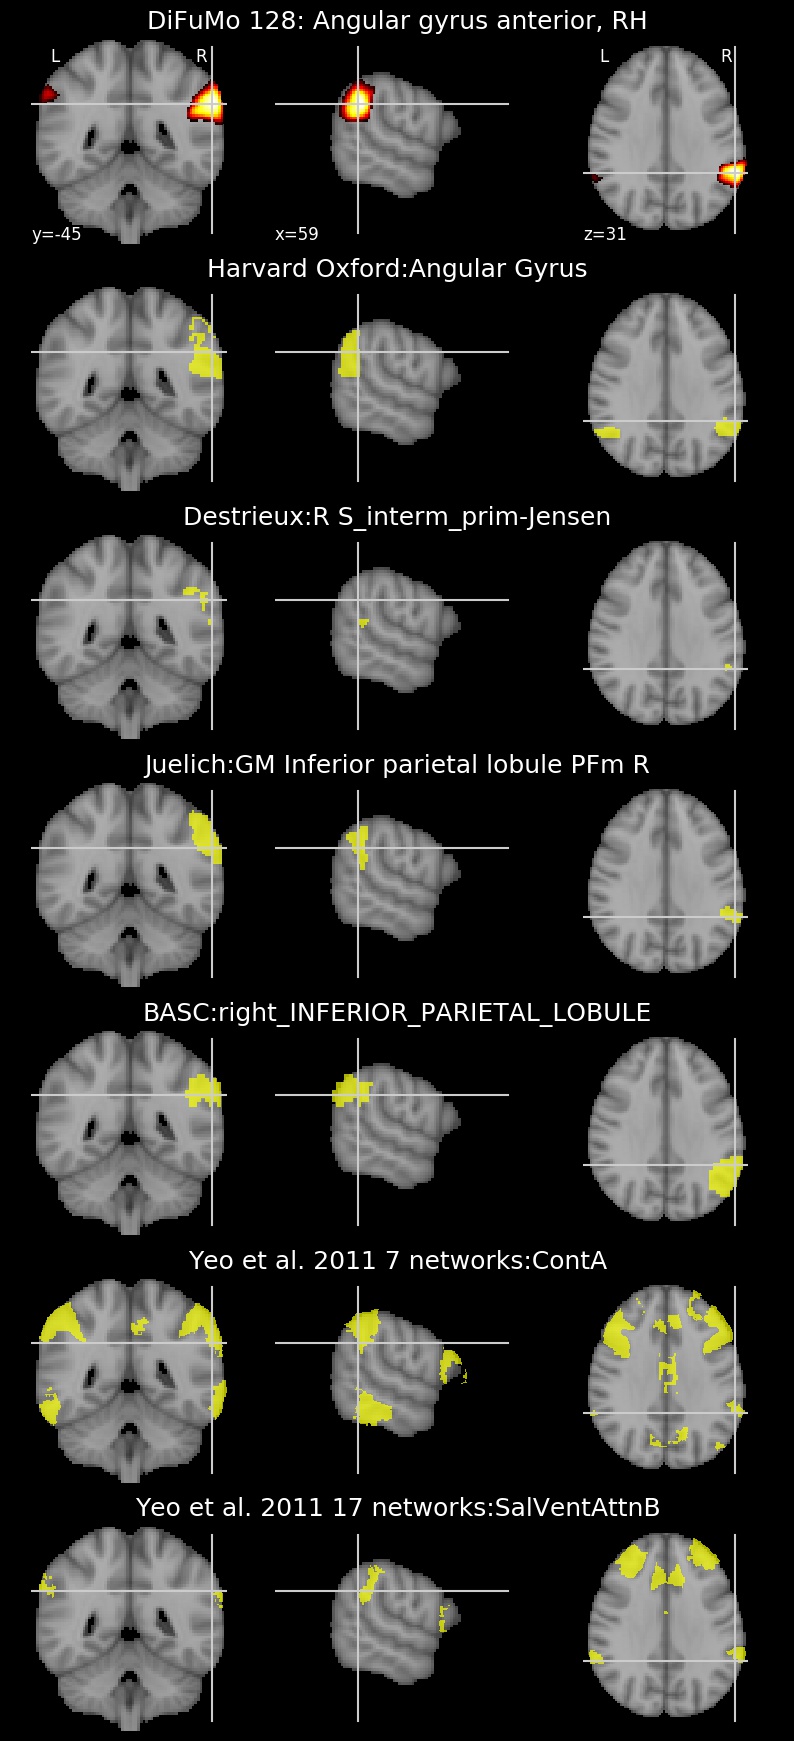 DiFuMo 128: Angular gyrus anterior, RH
L R L R
y=-45 x=59 z=31
Harvard Oxford:Angular Gyrus
Destrieux:R S_interm_prim-Jensen
Juelich:GM Inferior parietal lobule PFm R
BASC:right_INFERIOR_PARIETAL_LOBULE
Yeo et al. 2011 7 networks:ContA
Yeo et al. 2011 17 networks:SalVentAttnB